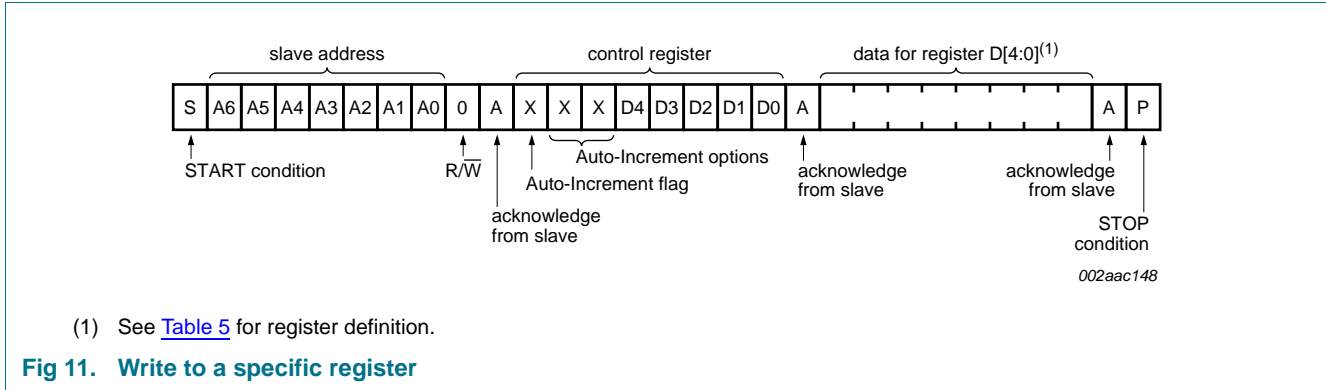 slave address
control register
data for register D[4:0](1)
S A6 A5 A4 A3 A2 A1 A0 0 A X X X D4 D3 D2 D1 D0 A A P
START condition
R/W̅
Auto-Increment options
Auto-Increment flag
acknowledge
from slave
acknowledge
from slave
acknowledge
from slave
STOP
condition
002aac148
(1) See Table 5 for register definition.
Fig 11. Write to a specific register